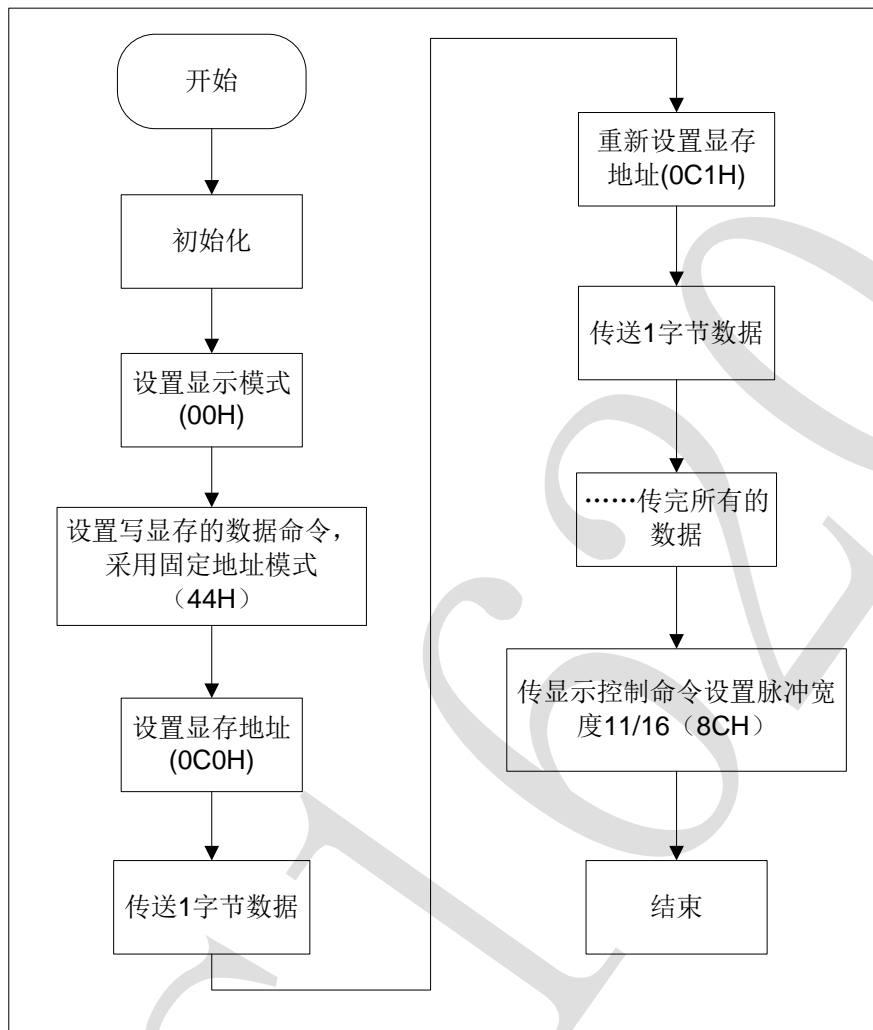 开始
初始化
设置显示模式
(00H)
设置写显存的数据命令，
采用固定地址模式
（44H）
设置显存地址
(0C0H)
传送1字节数据
重新设置显存
地址(0C1H)
传送1字节数据
……传完所有的
数据
传显示控制命令设置脉冲宽
度11/16（8CH）
结束